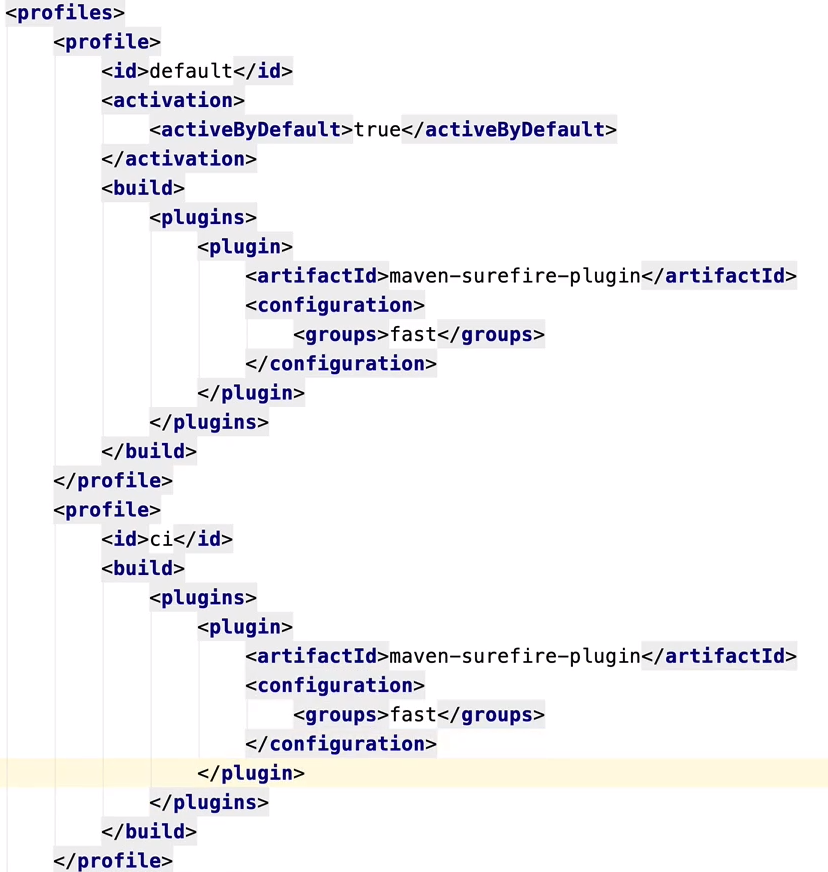 <profiles>
    <profile>
        <id>default</id>
        <activation>
            <activeByDefault>true</activeByDefault>
        </activation>
        <build>
            <plugins>
                <plugin>
                    <artifactId>maven-surefire-plugin</artifactId>
                    <configuration>
                        <groups>fast</groups>
                    </configuration>
                </plugin>
            </plugins>
        </build>
    </profile>
    <profile>
        <id>ci</id>
        <build>
            <plugins>
                <plugin>
                    <artifactId>maven-surefire-plugin</artifactId>
                    <configuration>
                        <groups>fast</groups>
                    </configuration>
                </plugin>
            </plugins>
        </build>
    </profile>